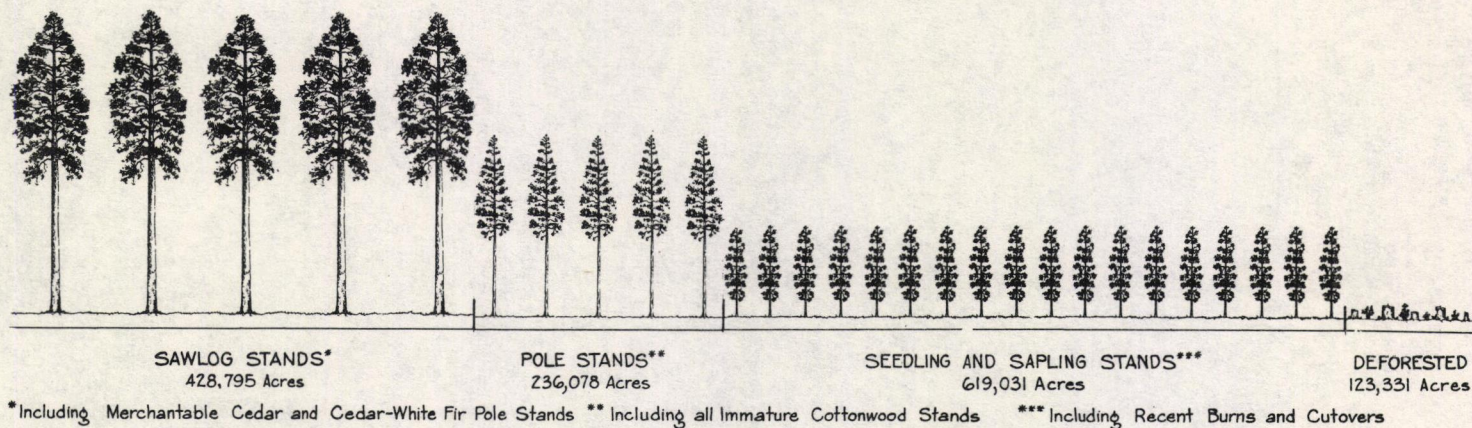 SAWLOG STANDS*
428,795 Acres
POLE STANDS**
236,078 Acres
SEEDLING AND SAPLING STANDS***
619,031 Acres
DEFORESTED
123,331 Acres
*Including Merchantable Cedar and Cedar-White Fir Pole Stands ** Including all Immature Cottonwood Stands *** Including Recent Burns and Cutovers